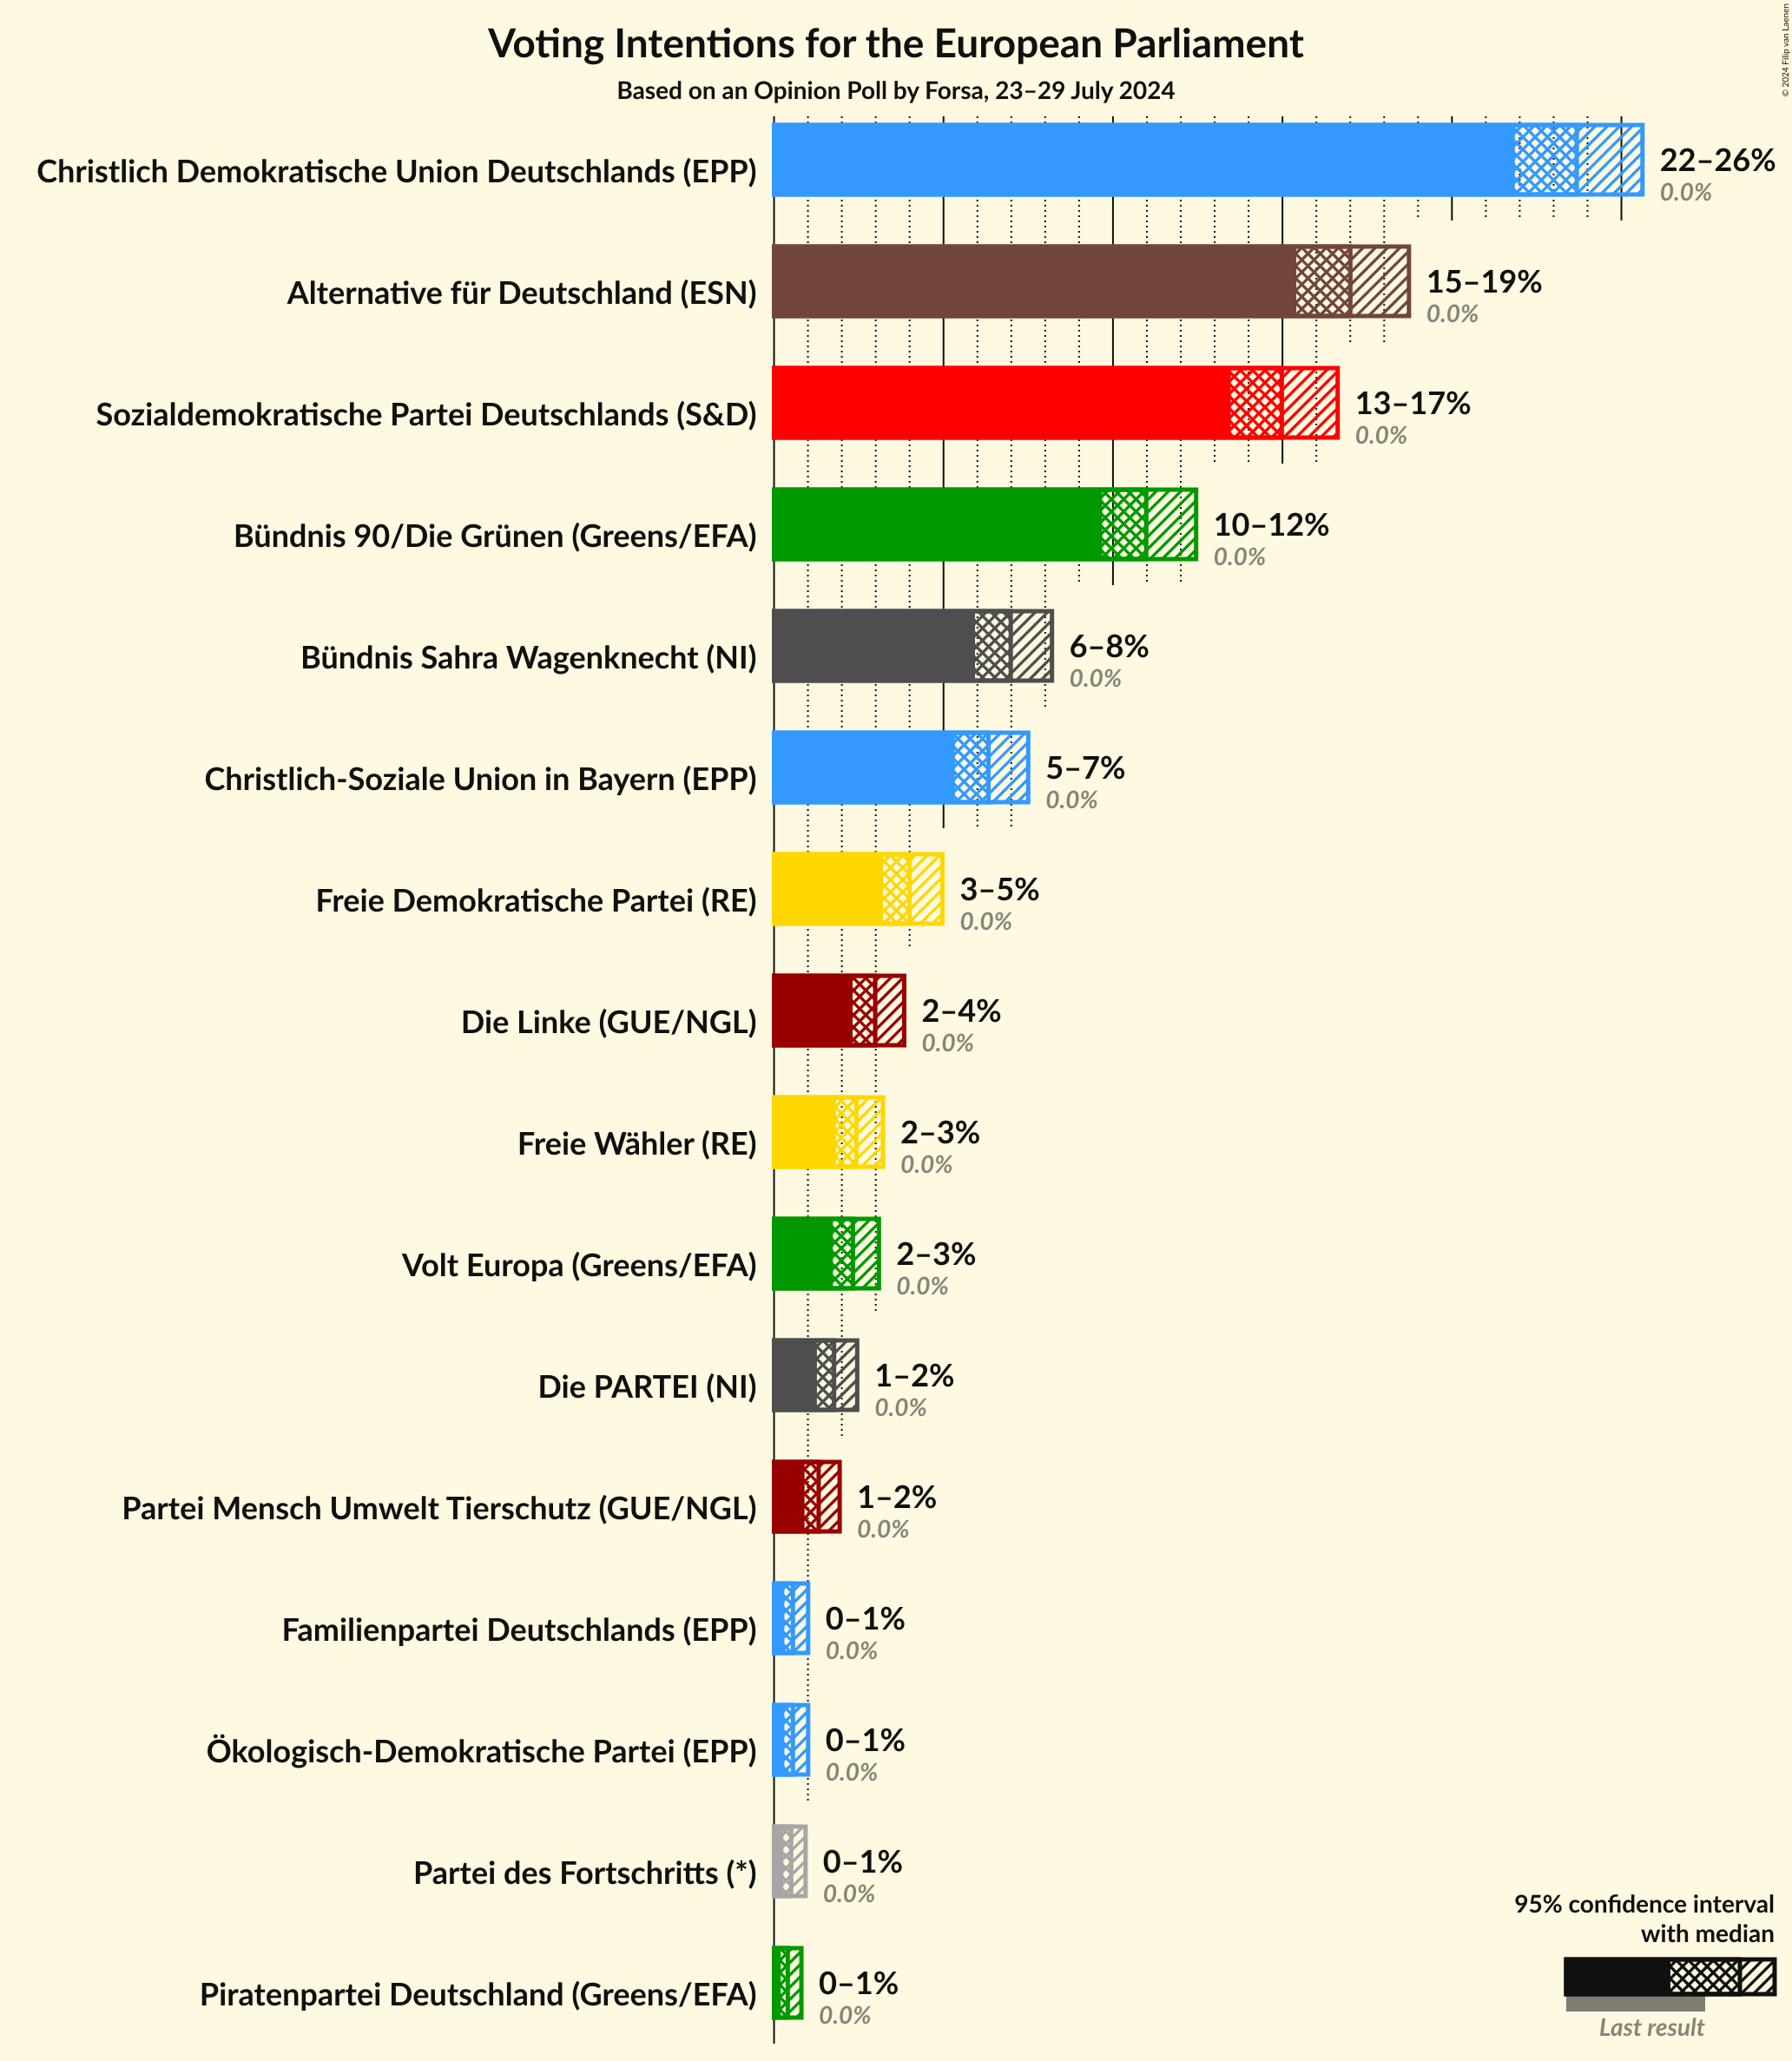 Voting Intentions for the European Parliament
Based on an Opinion Poll by Forsa, 23–29 July 2024
© 2024 Filip van Laenen
Christlich Demokratische Union Deutschlands (EPP)
22–26%
0.0%
Alternative für Deutschland (ESN)
15–19%
0.0%
Sozialdemokratische Partei Deutschlands (S&D)
13–17%
0.0%
Bündnis 90/Die Grünen (Greens/EFA)
10–12%
0.0%
Bündnis Sahra Wagenknecht (NI)
6–8%
0.0%
Christlich-Soziale Union in Bayern (EPP)
5–7%
0.0%
Freie Demokratische Partei (RE)
3–5%
0.0%
Die Linke (GUE/NGL)
2–4%
0.0%
Freie Wähler (RE)
2–3%
0.0%
Volt Europa (Greens/EFA)
2–3%
0.0%
Die PARTEI (NI)
1–2%
0.0%
Partei Mensch Umwelt Tierschutz (GUE/NGL)
1–2%
0.0%
Familienpartei Deutschlands (EPP)
0–1%
0.0%
Ökologisch-Demokratische Partei (EPP)
0–1%
0.0%
Partei des Fortschritts (*)
0–1%
0.0%
Piratenpartei Deutschland (Greens/EFA)
0–1%
0.0%
95% confidence interval
with median
Last result